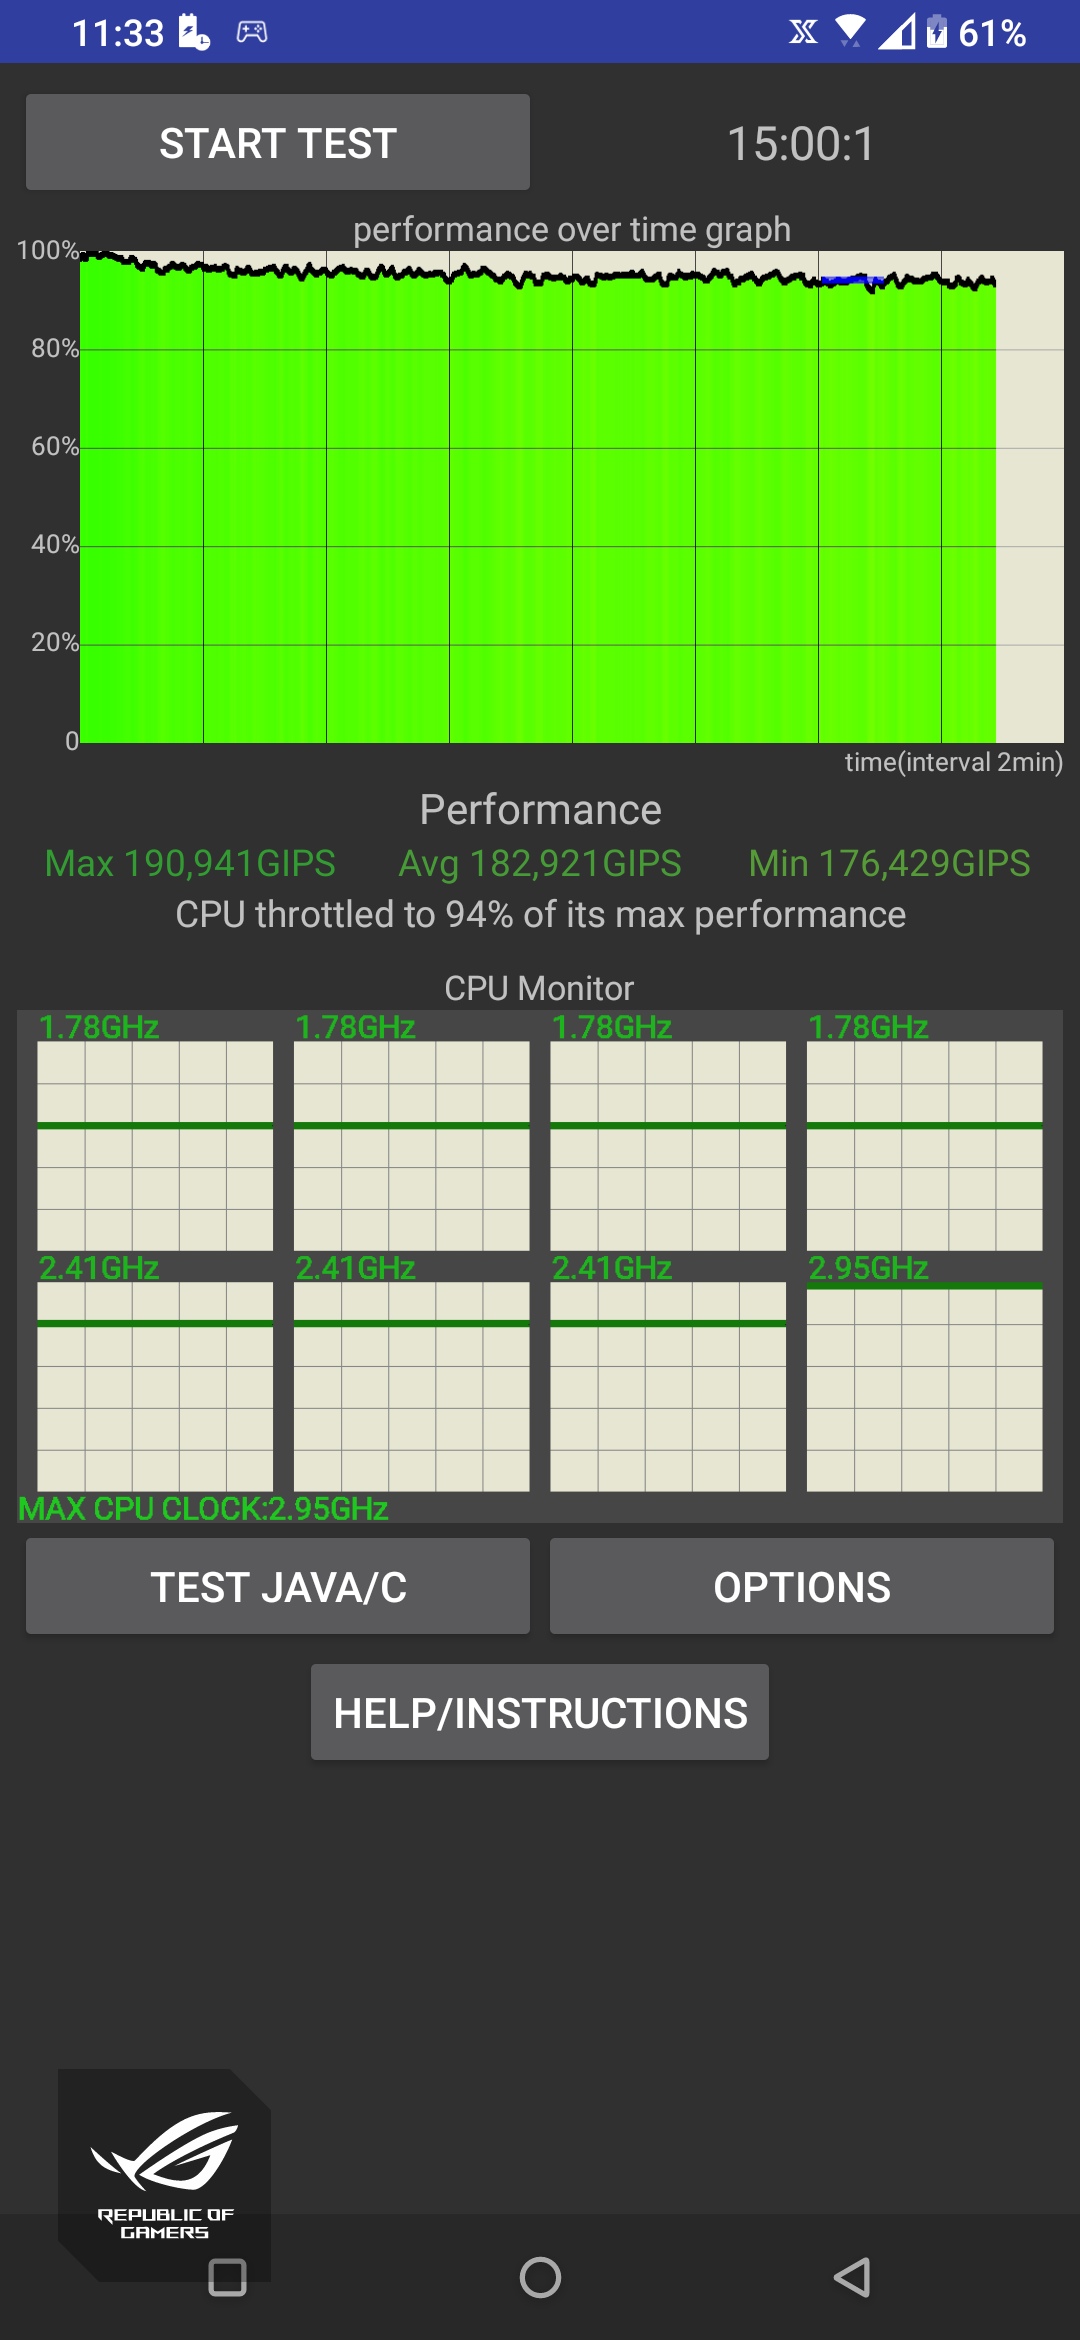 11:33 61%
START TEST 15:00:1
performance over time graph
100%
80%
60%
40%
20%
0
time(interval 2min)
Performance
Max 190,941GIPS Avg 182,921GIPS Min 176,429GIPS
CPU throttled to 94% of its max performance
CPU Monitor
1.78GHz 1.78GHz 1.78GHz 1.78GHz
2.41GHz 2.41GHz 2.41GHz 2.95GHz
MAX CPU CLOCK:2.95GHz
TEST JAVA/C OPTIONS
HELP/INSTRUCTIONS
REPUBLIC OF
GAMERS